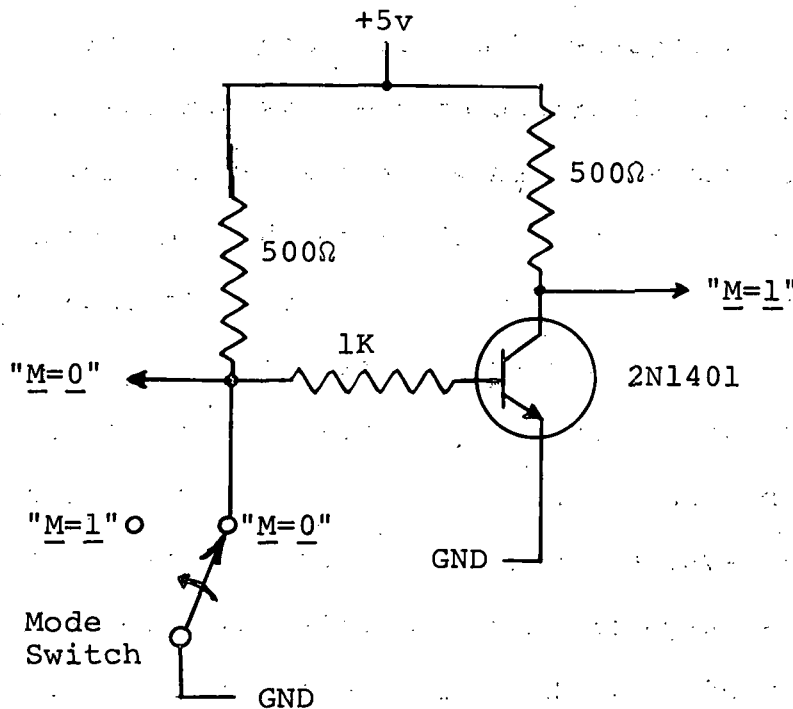 +5v
500Ω
500Ω
"M=1"
1K
"M=0"
2N1401
"M=1"
"M=0"
GND
Mode
Switch
GND